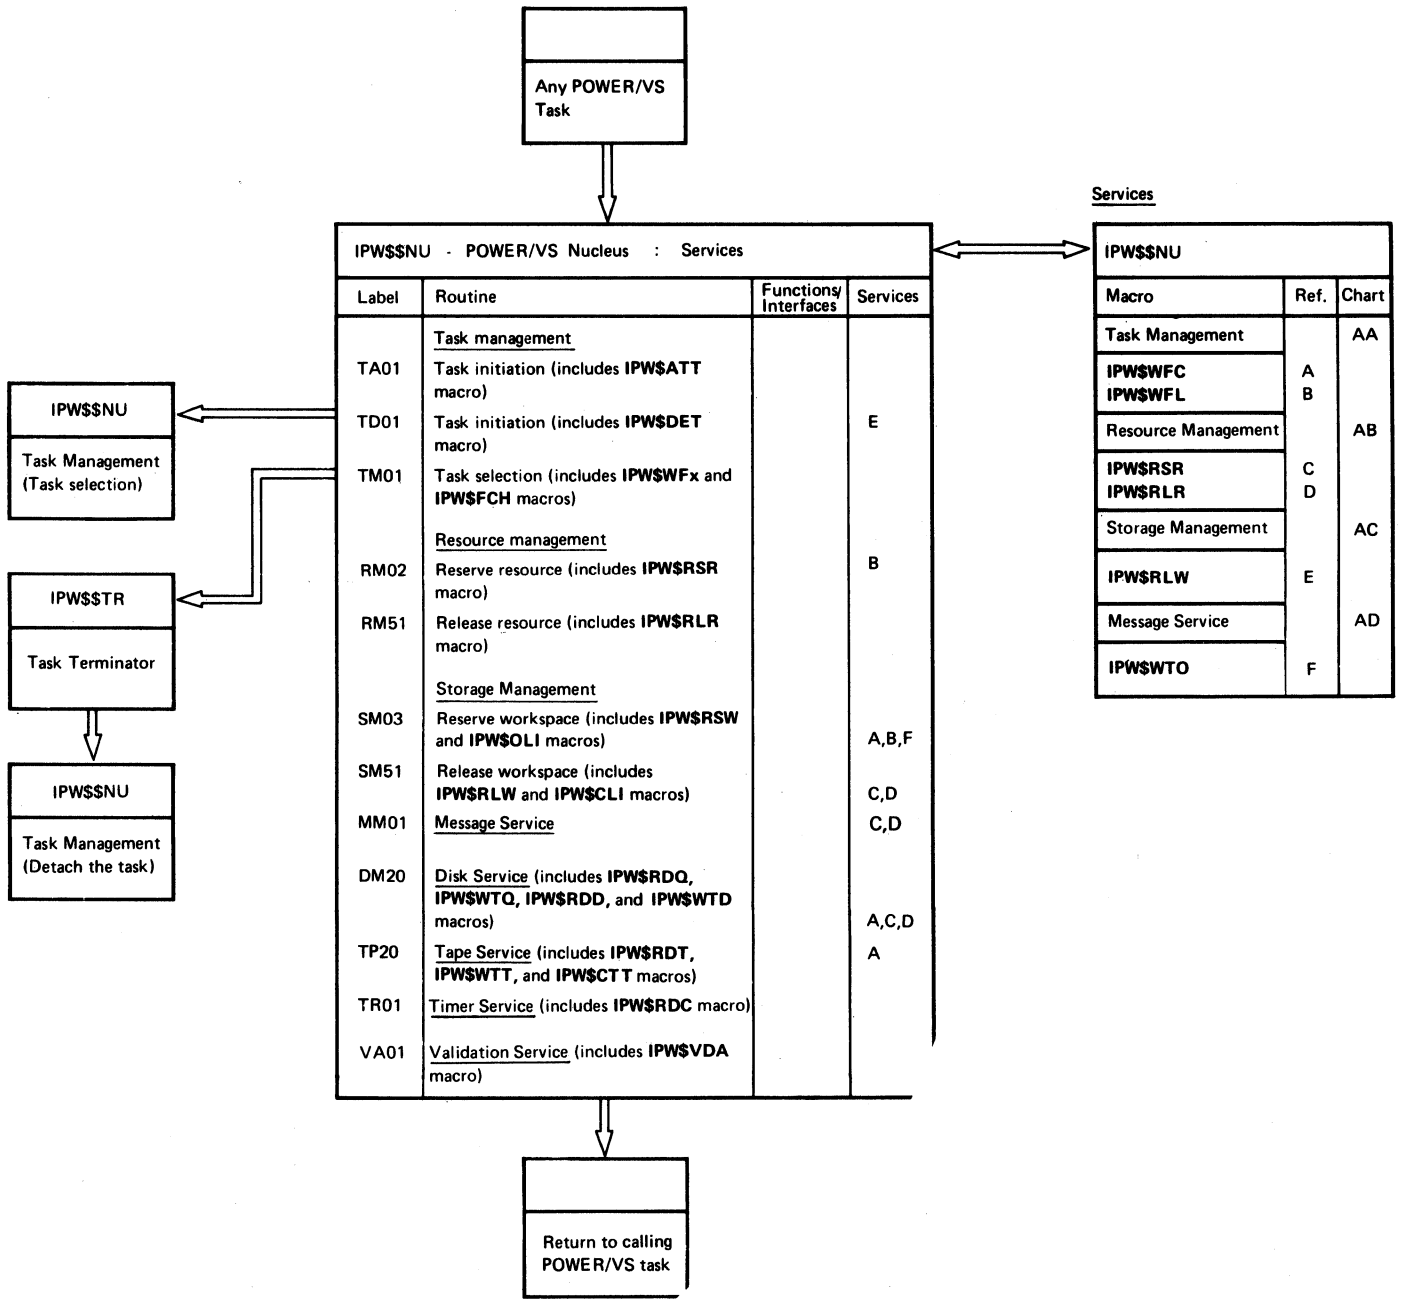 Any POWER/VS
Task
Services
IPW$$NU - POWER/VS Nucleus : Services
Label Routine Functions/ Services
Interfaces
Task management
TA01 Task initiation (includes IPW$ATT
macro)
TD01 Task initiation (includes IPW$DET E
macro)
TM01 Task selection (includes IPW$WFx and
IPW$FCH macros)
Resource management
RM02 Reserve resource (includes IPW$RSR B
macro)
RM51 Release resource (includes IPW$RLR
macro)
Storage Management
SM03 Reserve workspace (includes IPW$RSW
and IPW$OLI macros) A,B,F
SM51 Release workspace (includes
IPW$RLW and IPW$CLI macros) C,D
MM01 Message Service C,D
DM20 Disk Service (includes IPW$RDQ,
IPW$WTQ, IPW$RDD, and IPW$WTD
macros) A,C,D
TP20 Tape Service (includes IPW$RDT, A
IPW$WTT, and IPW$CTT macros)
TR01 Timer Service (includes IPW$RDC macro)
VA01 Validation Service (includes IPW$VDA
macro)
IPW$$NU
Task Management
(Task selection)
IPW$$TR
Task Terminator
IPW$$NU
Task Management
(Detach the task)
IPW$$NU
Macro Ref. Chart
Task Management AA
IPW$WFC A
IPW$WFL B
Resource Management AB
IPW$RSR C
IPW$RLR D
Storage Management AC
IPW$RLW E
Message Service AD
IPW$WTO F
Return to calling
POWER/VS task